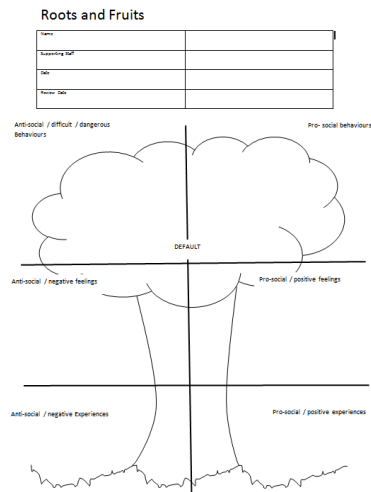 Roots and Fruits
Name
Supporting Staff
Date
Review Date
Anti-social / difficult / dangerous
Behaviours
Pro- social behaviours
DEFAULT
Anti-social / negative feelings
Pro-social / positive feelings
Anti-social / negative Experiences
Pro-social / positive experiences